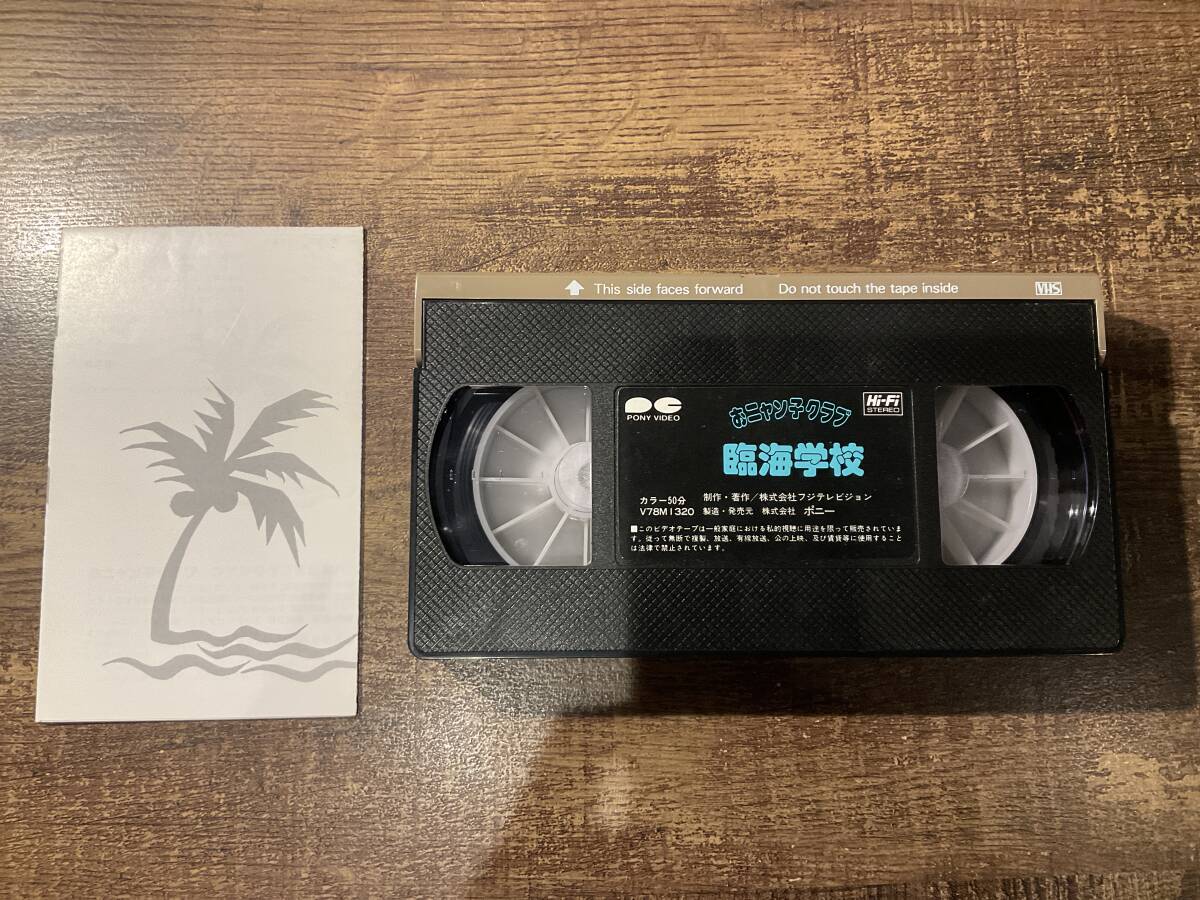 This side faces forward Do not touch the tape inside VHS
PONY VIDEO
おニャン子クラブ
Hi-Fi
STEREO
臨海学校
カラー50分 制作・著作/株式会社フジテレビジョン
V78M1320 製造・発売元 株式会社 ポニー
■このビデオテープは一般家庭における私的視聴に用途を限って販売されていま
す。従って無断で複製、放送、有線放送、公の上映、及び賃貸等に使用すること
は法律で禁止されています。